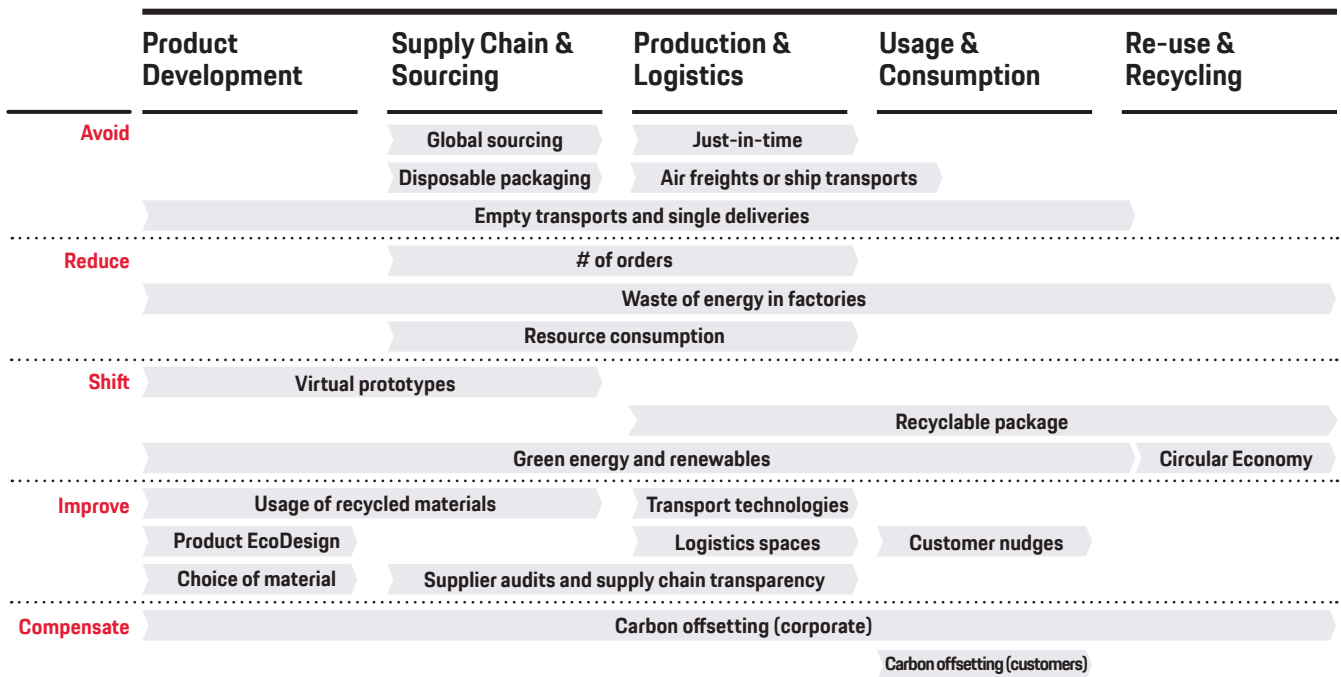 Product
Development
Supply Chain &
Sourcing
Production &
Logistics
Usage &
Consumption
Re-use &
Recycling
Avoid
Global sourcing
Just-in-time
Disposable packaging
Air freights or ship transports
Empty transports and single deliveries
Reduce
# of orders
Waste of energy in factories
Resource consumption
Shift
Virtual prototypes
Recyclable package
Green energy and renewables
Circular Economy
Improve
Usage of recycled materials
Transport technologies
Product EcoDesign
Logistics spaces
Customer nudges
Choice of material
Supplier audits and supply chain transparency
Compensate
Carbon offsetting (corporate)
Carbon offsetting (customers)